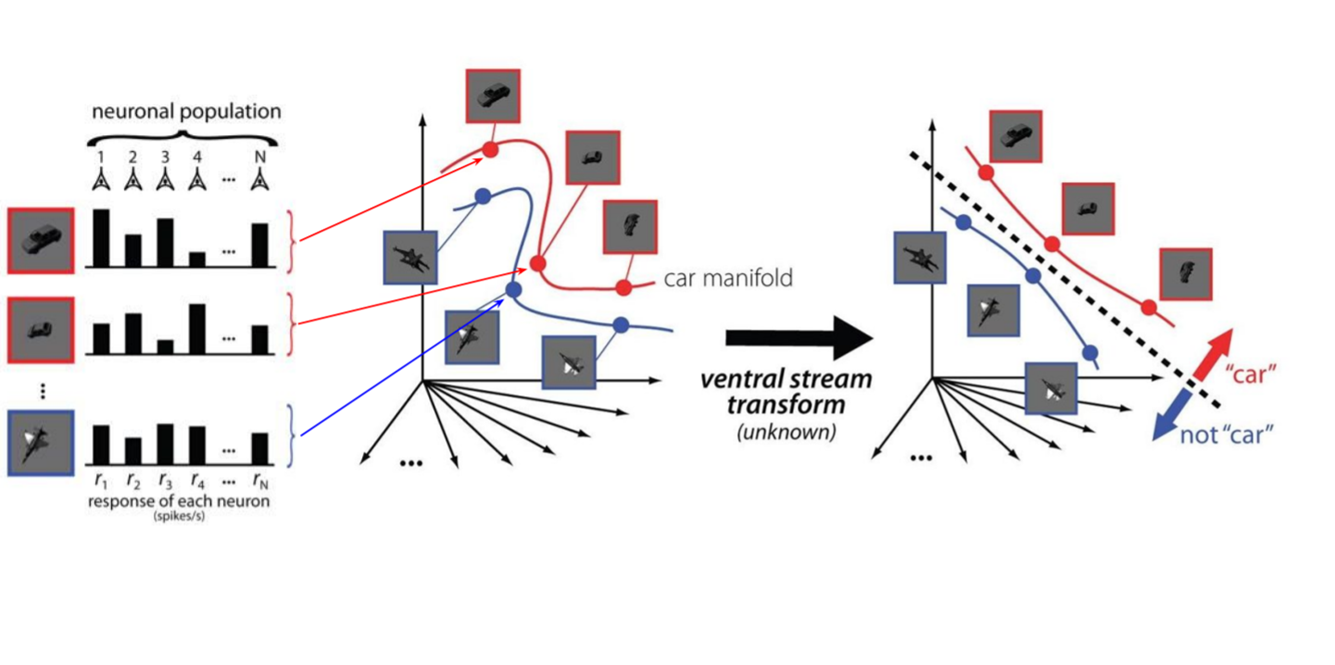 neuronal population
1 2 3 4 ... N
...
...
...
r1 r2 r3 r4 ... rN
response of each neuron
(spikes/s)
car manifold
...
ventral stream
transform
(unknown)
"car"
not "car"
...